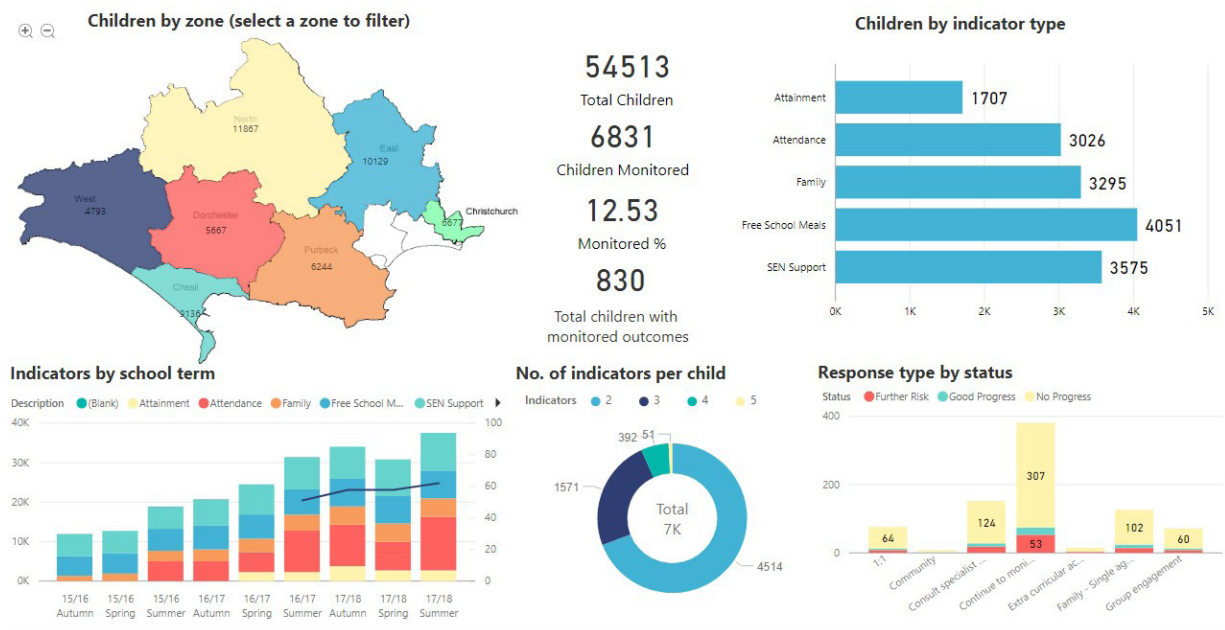 Children by zone (select a zone to filter)
North
11867
East
10129
West
4793
Dorchester
5667
Christchurch
6677
Purbeck
6244
Chesil
9136
54513
Total Children
6831
Children Monitored
12.53
Monitored %
830
Total children with
monitored outcomes
Children by indicator type
Attainment
1707
Attendance
3026
Family
3295
Free School Meals
4051
SEN Support
3575
0K 1K 2K 3K 4K 5K
Indicators by school term
Description (Blank) Attainment Attendance Family Free School M... SEN Support
40K
30K
20K
10K
0K
100
80
60
40
20
0
15/16 15/16 15/16 16/17 16/17 16/17 17/18 17/18 17/18
Autumn Spring Summer Autumn Spring Summer Autumn Spring Summer
No. of indicators per child
Indicators 2 3 4 5
392 51
1571
Total
7K
4514
Response type by status
Status Further Risk Good Progress No Progress
400
200
0
64
124
307
53
102
60
1:1
Community
Consult specialist ...
Continue to moni...
Extra curricular ac...
Family - Single ag...
Group engagement